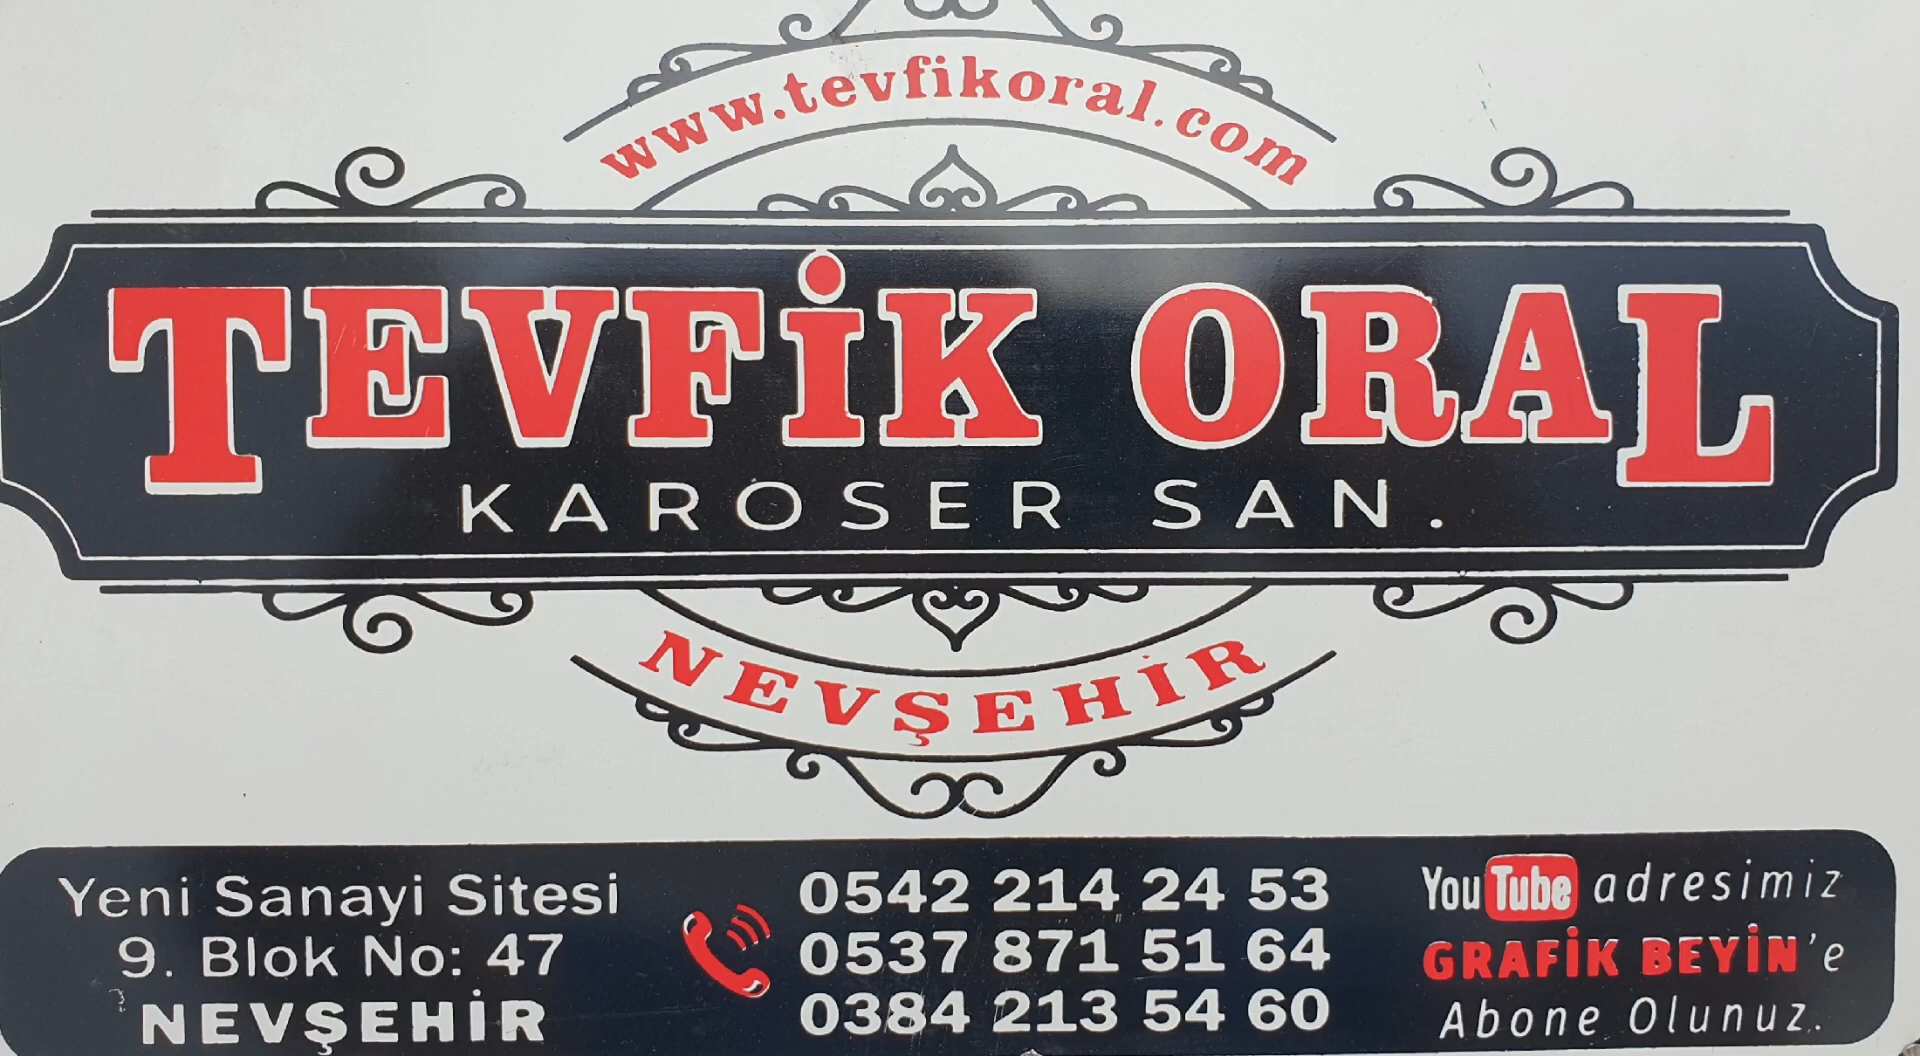 www.tevfikoral.com
TEVFİK ORAL
KAROSER SAN.
NEVŞEHİR
Yeni Sanayi Sitesi
9. Blok No: 47
NEVŞEHİR
0542 214 24 53
0537 871 51 64
0384 213 54 60
YouTube adresimiz
GRAFİK BEYİN'e
Abone Olunuz.